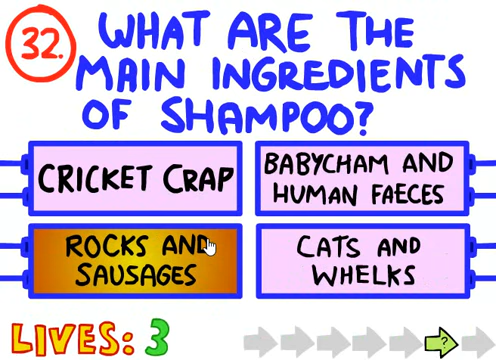 32. WHAT ARE THE
MAIN INGREDIENTS
OF SHAMPOO?
CRICKET CRAP
BABYCHAM AND
HUMAN FAECES
ROCKS AND
SAUSAGES
CATS AND
WHELKS
LIVES: 3
?